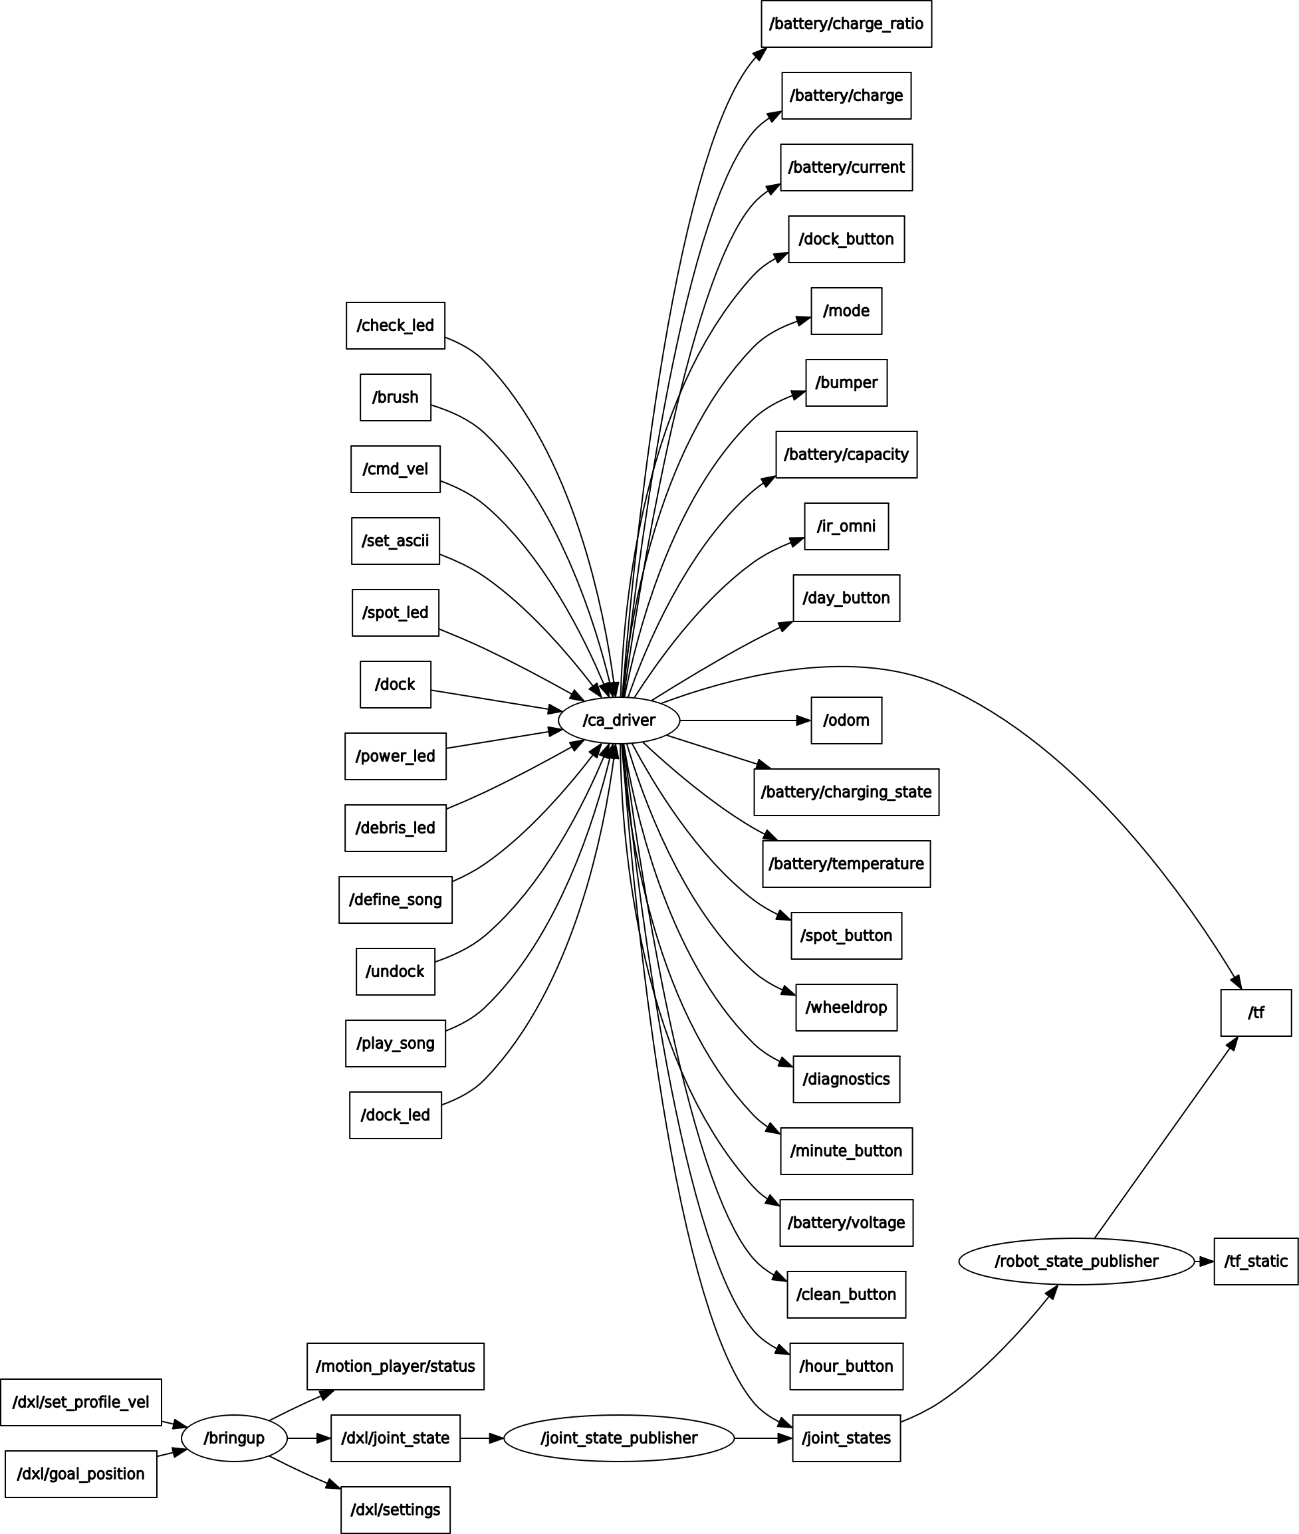 /battery/charge_ratio
/battery/charge
/battery/current
/dock_button
/mode
/bumper
/battery/capacity
/ir_omni
/day_button
/odom
/battery/charging_state
/battery/temperature
/spot_button
/wheeldrop
/diagnostics
/minute_button
/battery/voltage
/clean_button
/hour_button
/joint_states
/check_led
/brush
/cmd_vel
/set_ascii
/spot_led
/dock
/power_led
/debris_led
/define_song
/undock
/play_song
/dock_led
/ca_driver
/tf
/robot_state_publisher
/tf_static
/motion_player/status
/dxl/set_profile_vel
/bringup
/dxl/joint_state
/joint_state_publisher
/dxl/goal_position
/dxl/settings